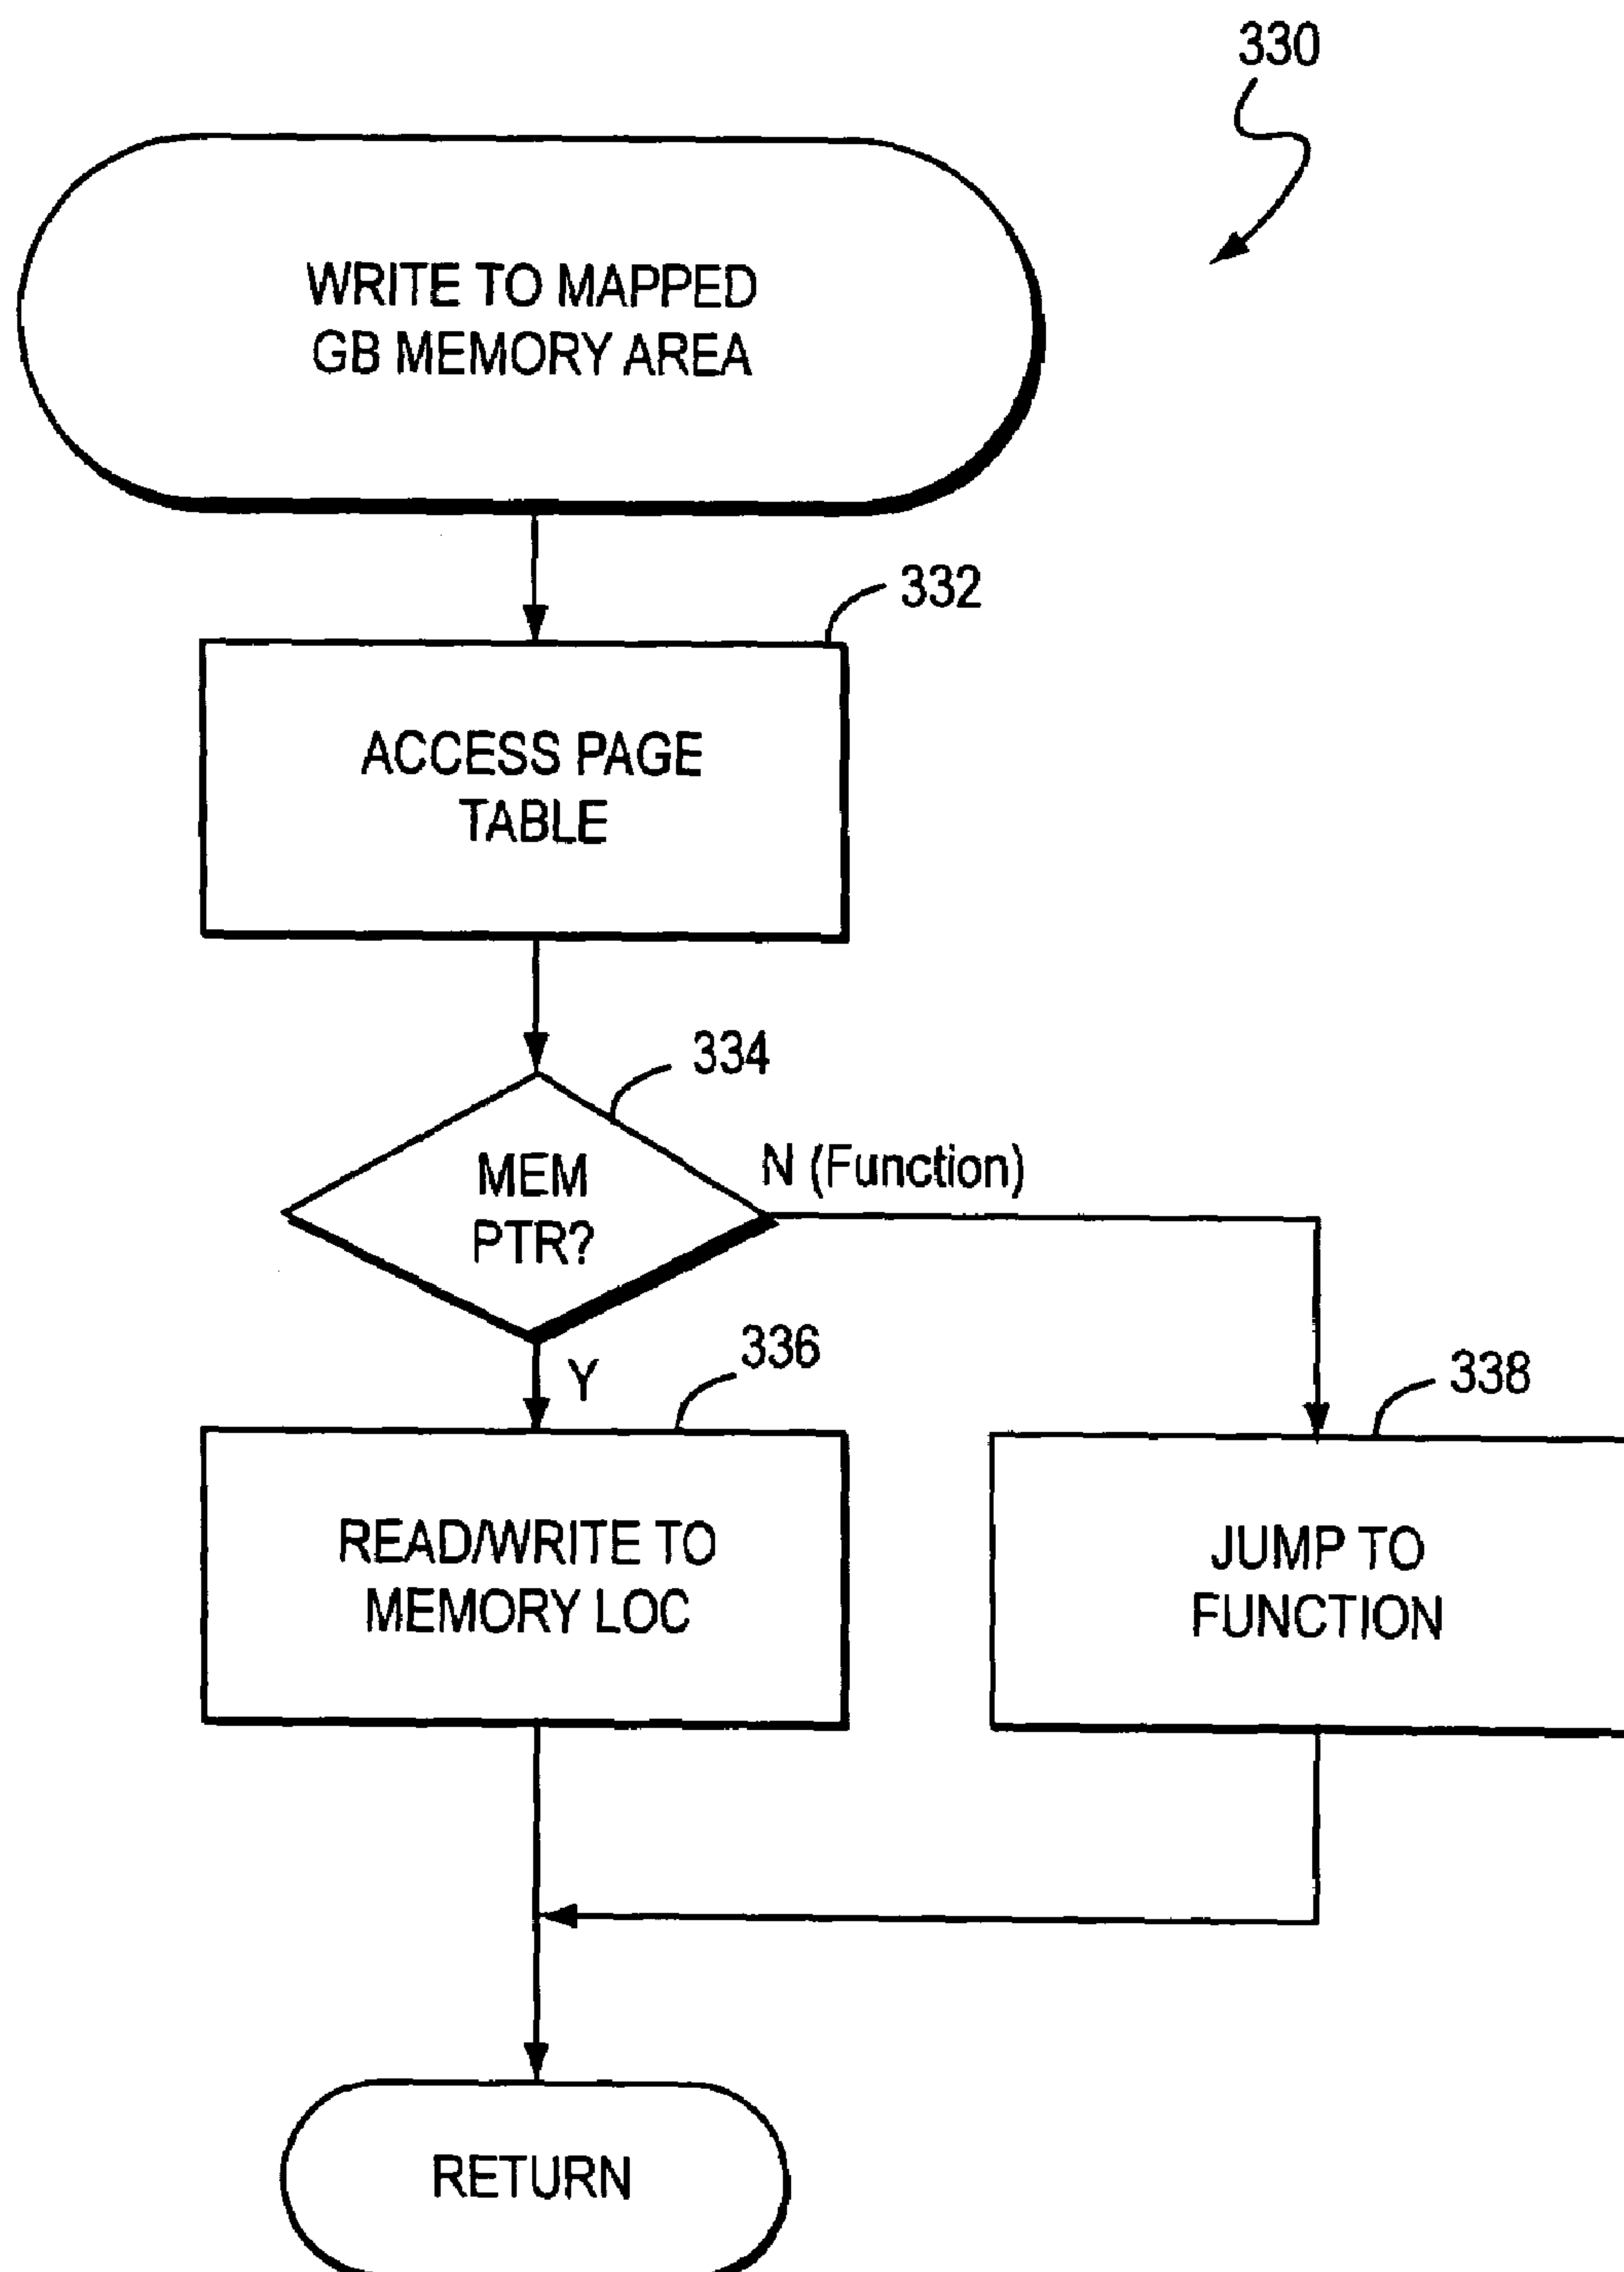 330
WRITE TO MAPPED
GB MEMORY AREA
332
ACCESS PAGE
TABLE
334
MEM
PTR?
N (Function)
Y
336
338
READ/WRITE TO
MEMORY LOC
JUMP TO
FUNCTION
RETURN